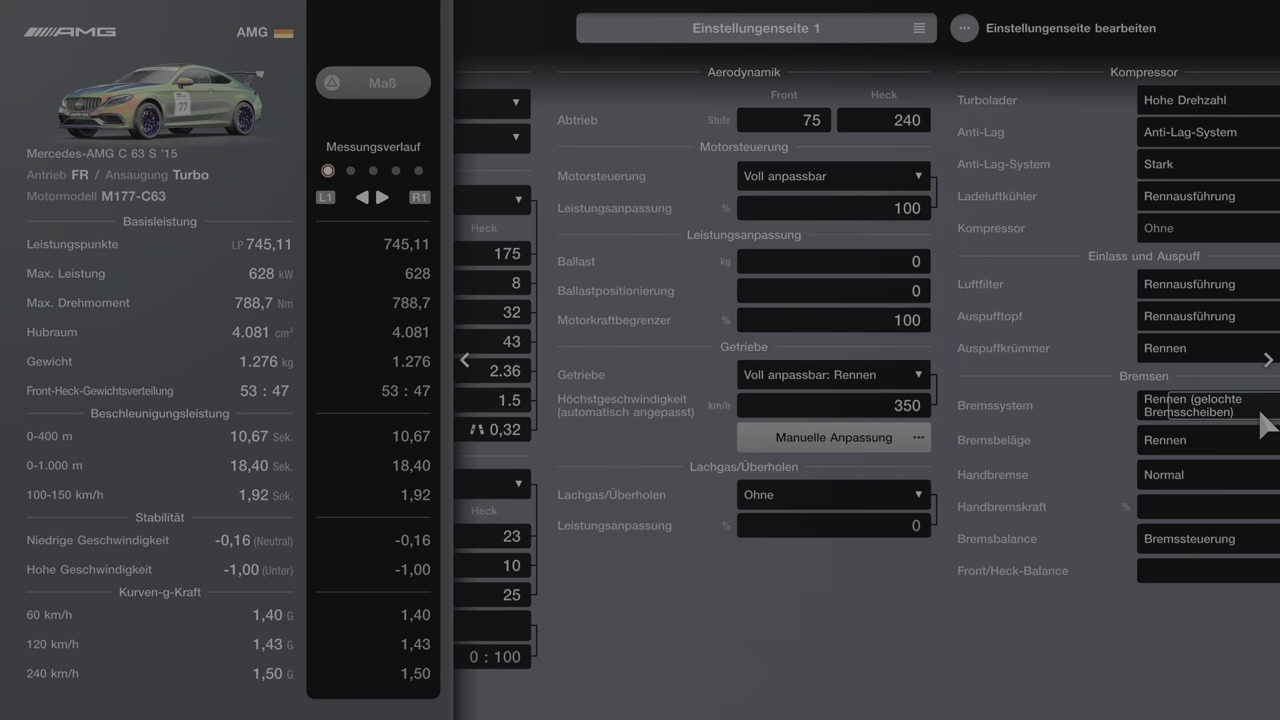 AMG
AMG
77
Mercedes-AMG C 63 S '15
Antrieb FR / Ansaugung Turbo
Motormodell M177-C63
Basisleistung
Leistungspunkte LP 745,11
Max. Leistung 628 kW
Max. Drehmoment 788,7 Nm
Hubraum 4.081 cm³
Gewicht 1.276 kg
Front-Heck-Gewichtsverteilung 53 : 47
Beschleunigungsleistung
0-400 m 10,67 Sek.
0-1.000 m 18,40 Sek.
100-150 km/h 1,92 Sek.
Stabilität
Niedrige Geschwindigkeit -0,16 (Neutral)
Hohe Geschwindigkeit -1,00 (Unter)
Kurven-g-Kraft
60 km/h 1,40 G
120 km/h 1,43 G
240 km/h 1,50 G
Maß
Messungsverlauf
L1 R1
745,11
628
788,7
4.081
1.276
53 : 47
10,67
18,40
1,92
-0,16
-1,00
1,40
1,43
1,50
Heck
175
8
32
43
2.36
1.5
0,32
Heck
23
10
25
0 : 100
Einstellungenseite 1
Einstellungenseite bearbeiten
Aerodynamik
Front Heck
Abtrieb Stufe 75 240
Motorsteuerung
Motorsteuerung Voll anpassbar
Leistungsanpassung % 100
Leistungsanpassung
Ballast kg 0
Ballastpositionierung 0
Motorkraftbegrenzer % 100
Getriebe
Getriebe Voll anpassbar: Rennen
Höchstgeschwindigkeit
(automatisch angepasst) km/h 350
Manuelle Anpassung
Lachgas/Überholen
Lachgas/Überholen Ohne
Leistungsanpassung % 0
Kompressor
Turbolader Hohe Drehzahl
Anti-Lag Anti-Lag-System
Anti-Lag-System Stark
Ladeluftkühler Rennausführung
Kompressor Ohne
Einlass und Auspuff
Luftfilter Rennausführung
Auspufftopf Rennausführung
Auspuffkrümmer Rennen
Bremsen
Bremssystem Rennen (gelochte
Bremsscheiben)
Bremsbeläge Rennen
Handbremse Normal
Handbremskraft %
Bremsbalance Bremssteuerung
Front/Heck-Balance